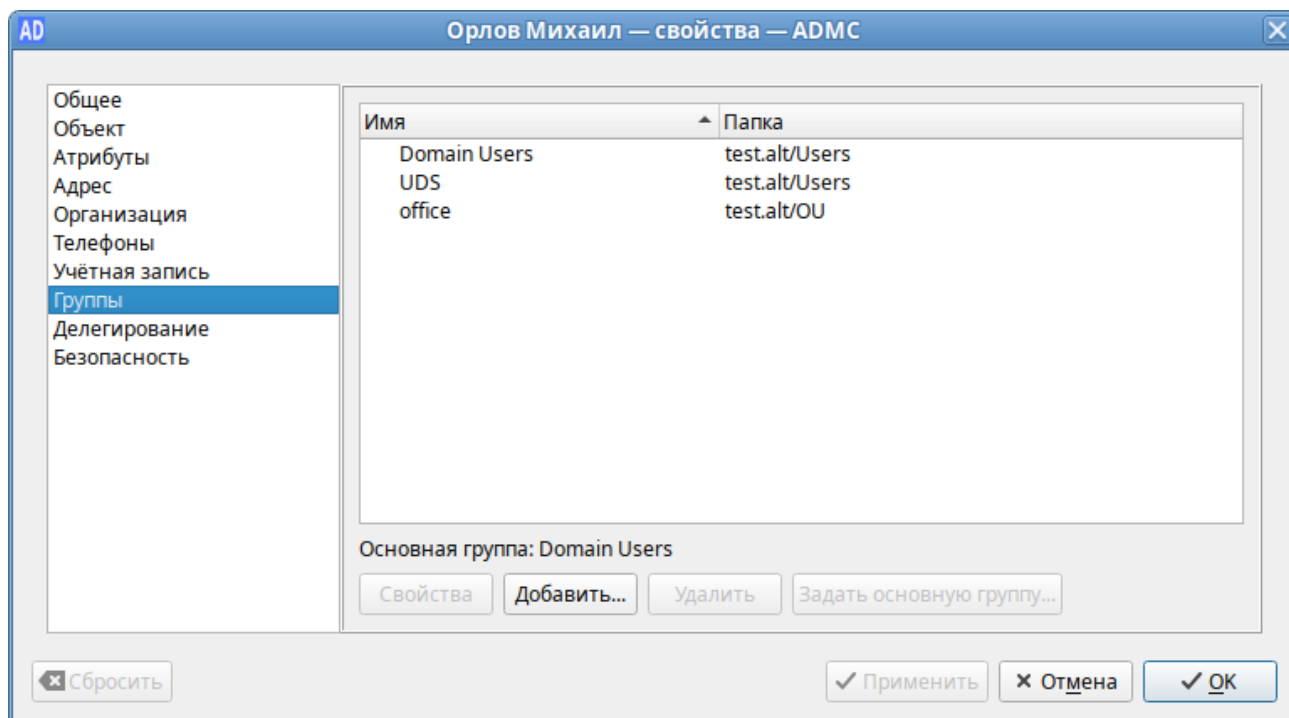 AD
Орлов Михаил — свойства — ADMC
Общее
Объект
Атрибуты
Адрес
Организация
Телефоны
Учётная запись
Группы
Делегирование
Безопасность
Имя Папка
Domain Users test.alt/Users
UDS test.alt/Users
office test.alt/OU
Основная группа: Domain Users
Свойства Добавить... Удалить Задать основную группу...
Сбросить Применить Отмена OK